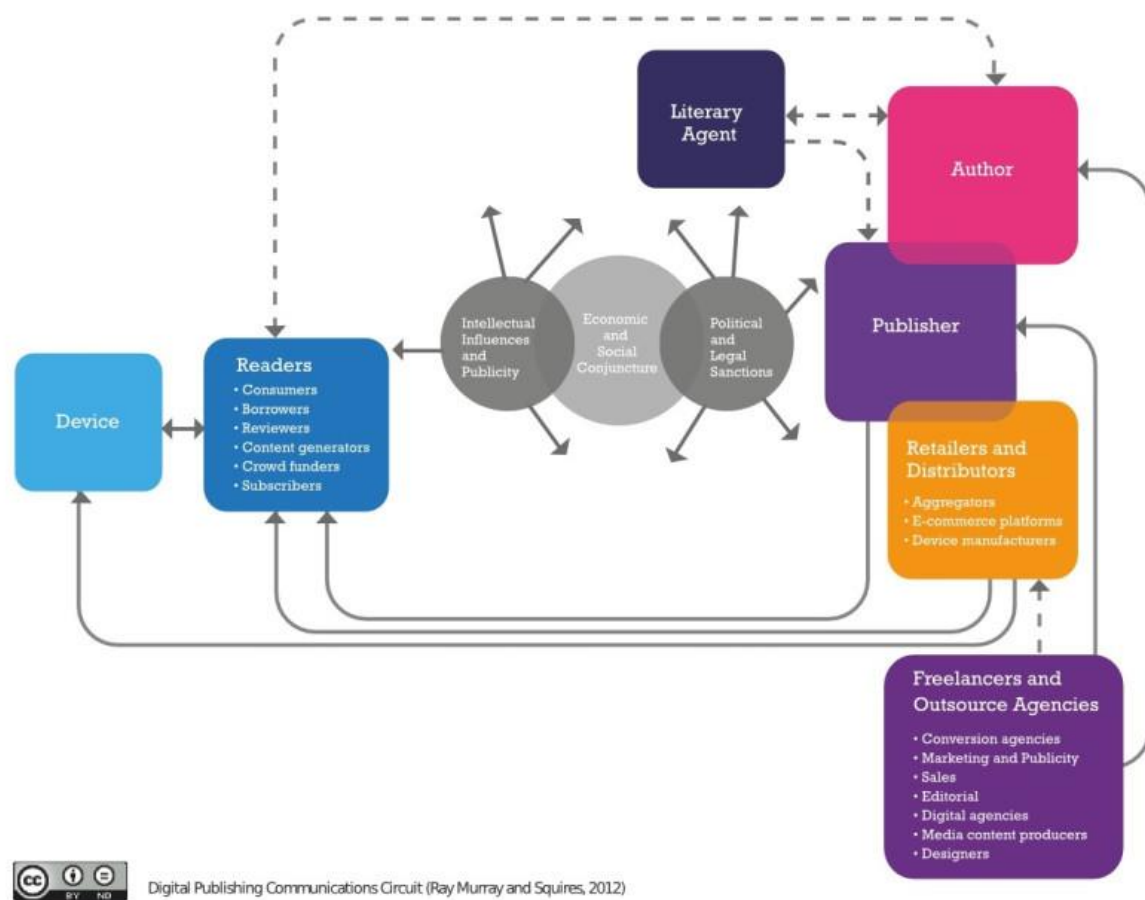 Literary
Agent
Author
Publisher
Intellectual
Influences
and
Publicity
Economic
and
Social
Conjuncture
Political
and
Legal
Sanctions
Device
Readers
• Consumers
• Borrowers
• Reviewers
• Content generators
• Crowd funders
• Subscribers
Retailers and
Distributors
• Aggregators
• E-commerce platforms
• Device manufacturers
Freelancers and
Outsource Agencies
• Conversion agencies
• Marketing and Publicity
• Sales
• Editorial
• Digital agencies
• Media content producers
• Designers
cc
BY ND
Digital Publishing Communications Circuit (Ray Murray and Squires, 2012)